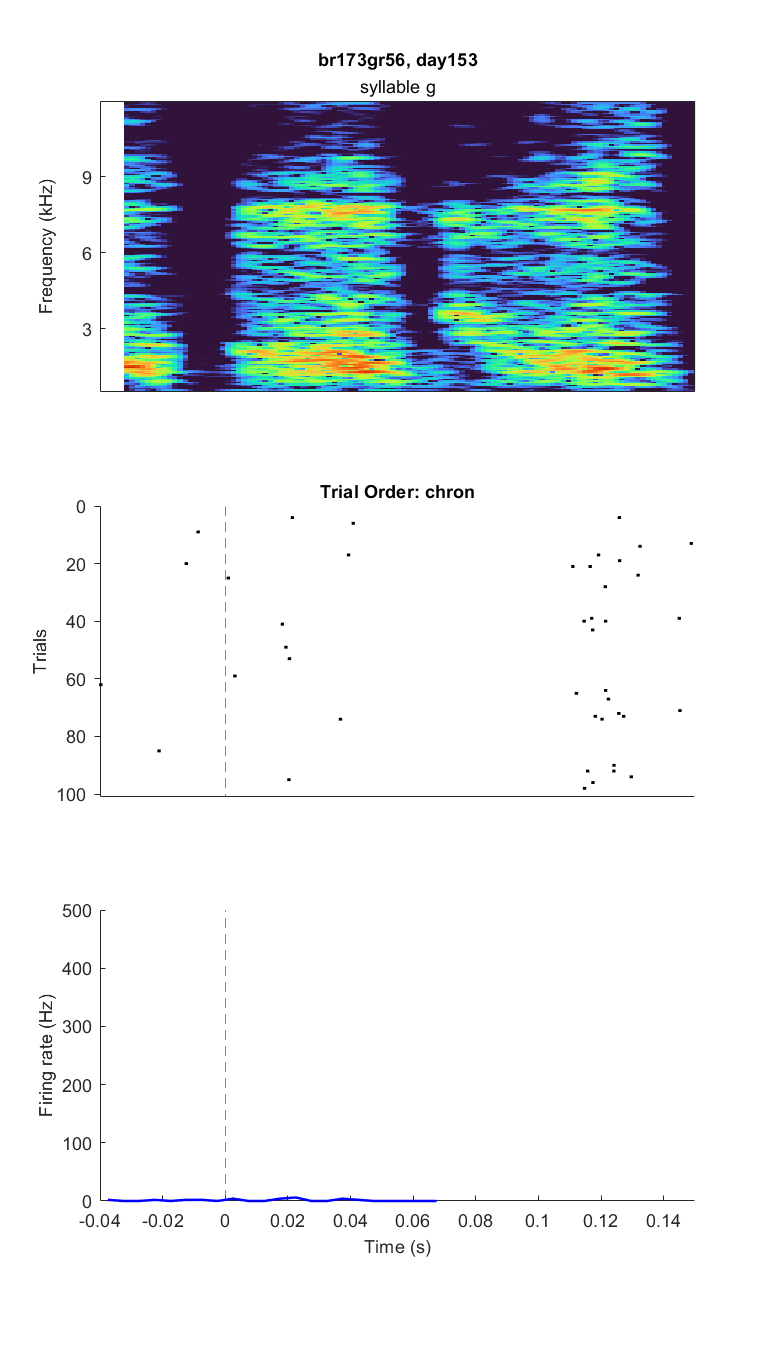 br173gr56, day153
syllable g
9
6
3
Frequency (kHz)
Trial Order: chron
0
20
40
60
80
100
Trials
500
400
300
200
100
0
Firing rate (Hz)
-0.04 -0.02 0 0.02 0.04 0.06 0.08 0.1 0.12 0.14
Time (s)